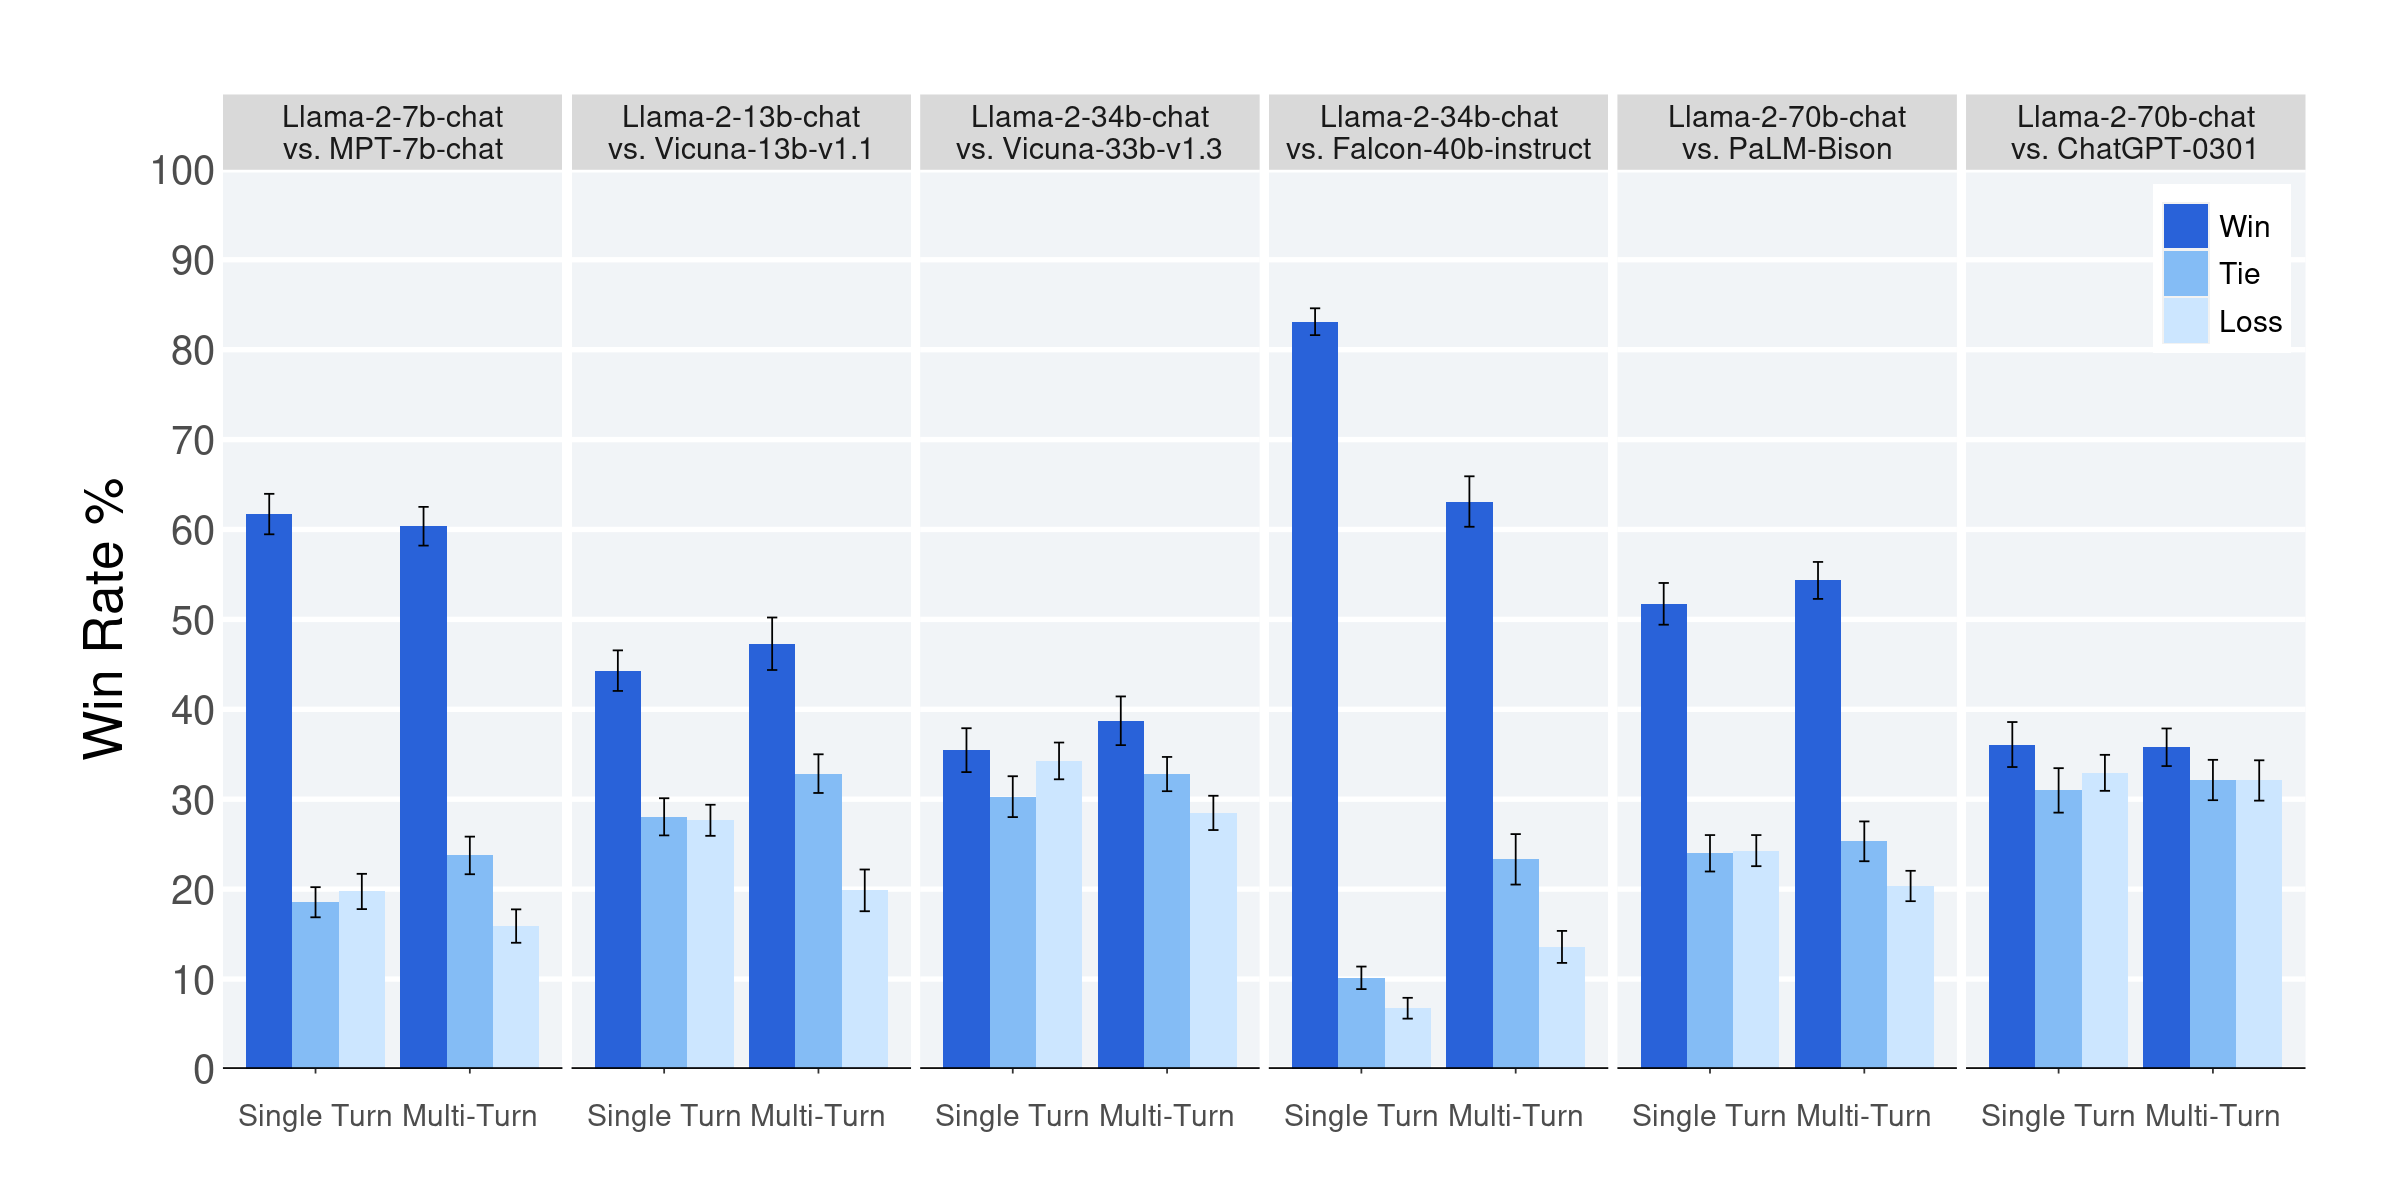 Llama-2-7b-chat
vs. MPT-7b-chat
Llama-2-13b-chat
vs. Vicuna-13b-v1.1
Llama-2-34b-chat
vs. Vicuna-33b-v1.3
Llama-2-34b-chat
vs. Falcon-40b-instruct
Llama-2-70b-chat
vs. PaLM-Bison
Llama-2-70b-chat
vs. ChatGPT-0301
Win Rate %
100
90
80
70
60
50
40
30
20
10
0
Win
Tie
Loss
Single Turn Multi-Turn
Single Turn Multi-Turn
Single Turn Multi-Turn
Single Turn Multi-Turn
Single Turn Multi-Turn
Single Turn Multi-Turn